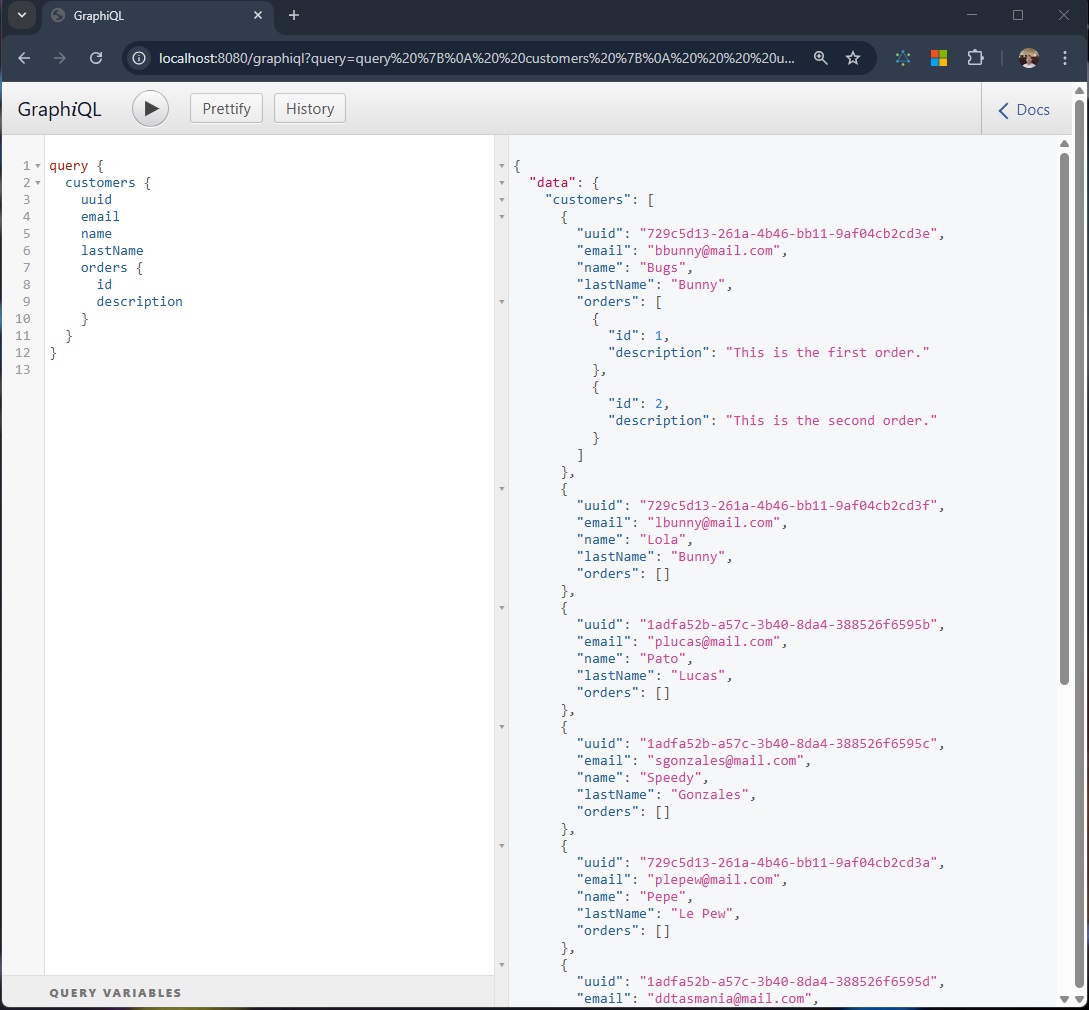 GraphiQL
localhost:8080/graphiql?query=query%20%7B%0A%20%20customers%20%7B%0A%20%20%20%20u...
GraphiQL
Prettify
History
Docs
1 query {
2   customers {
3     uuid
4     email
5     name
6     lastName
7     orders {
8       id
9       description
10     }
11   }
12 }
13
QUERY VARIABLES
{
  "data": {
    "customers": [
      {
        "uuid": "729c5d13-261a-4b46-bb11-9af04cb2cd3e",
        "email": "bbunny@mail.com",
        "name": "Bugs",
        "lastName": "Bunny",
        "orders": [
          {
            "id": 1,
            "description": "This is the first order."
          },
          {
            "id": 2,
            "description": "This is the second order."
          }
        ]
      },
      {
        "uuid": "729c5d13-261a-4b46-bb11-9af04cb2cd3f",
        "email": "lbunny@mail.com",
        "name": "Lola",
        "lastName": "Bunny",
        "orders": []
      },
      {
        "uuid": "1adfa52b-a57c-3b40-8da4-388526f6595b",
        "email": "plucas@mail.com",
        "name": "Pato",
        "lastName": "Lucas",
        "orders": []
      },
      {
        "uuid": "1adfa52b-a57c-3b40-8da4-388526f6595c",
        "email": "sgonzales@mail.com",
        "name": "Speedy",
        "lastName": "Gonzales",
        "orders": []
      },
      {
        "uuid": "729c5d13-261a-4b46-bb11-9af04cb2cd3a",
        "email": "plepew@mail.com",
        "name": "Pepe",
        "lastName": "Le Pew",
        "orders": []
      },
      {
        "uuid": "1adfa52b-a57c-3b40-8da4-388526f6595d",
        "email": "ddtasmania@mail.com",